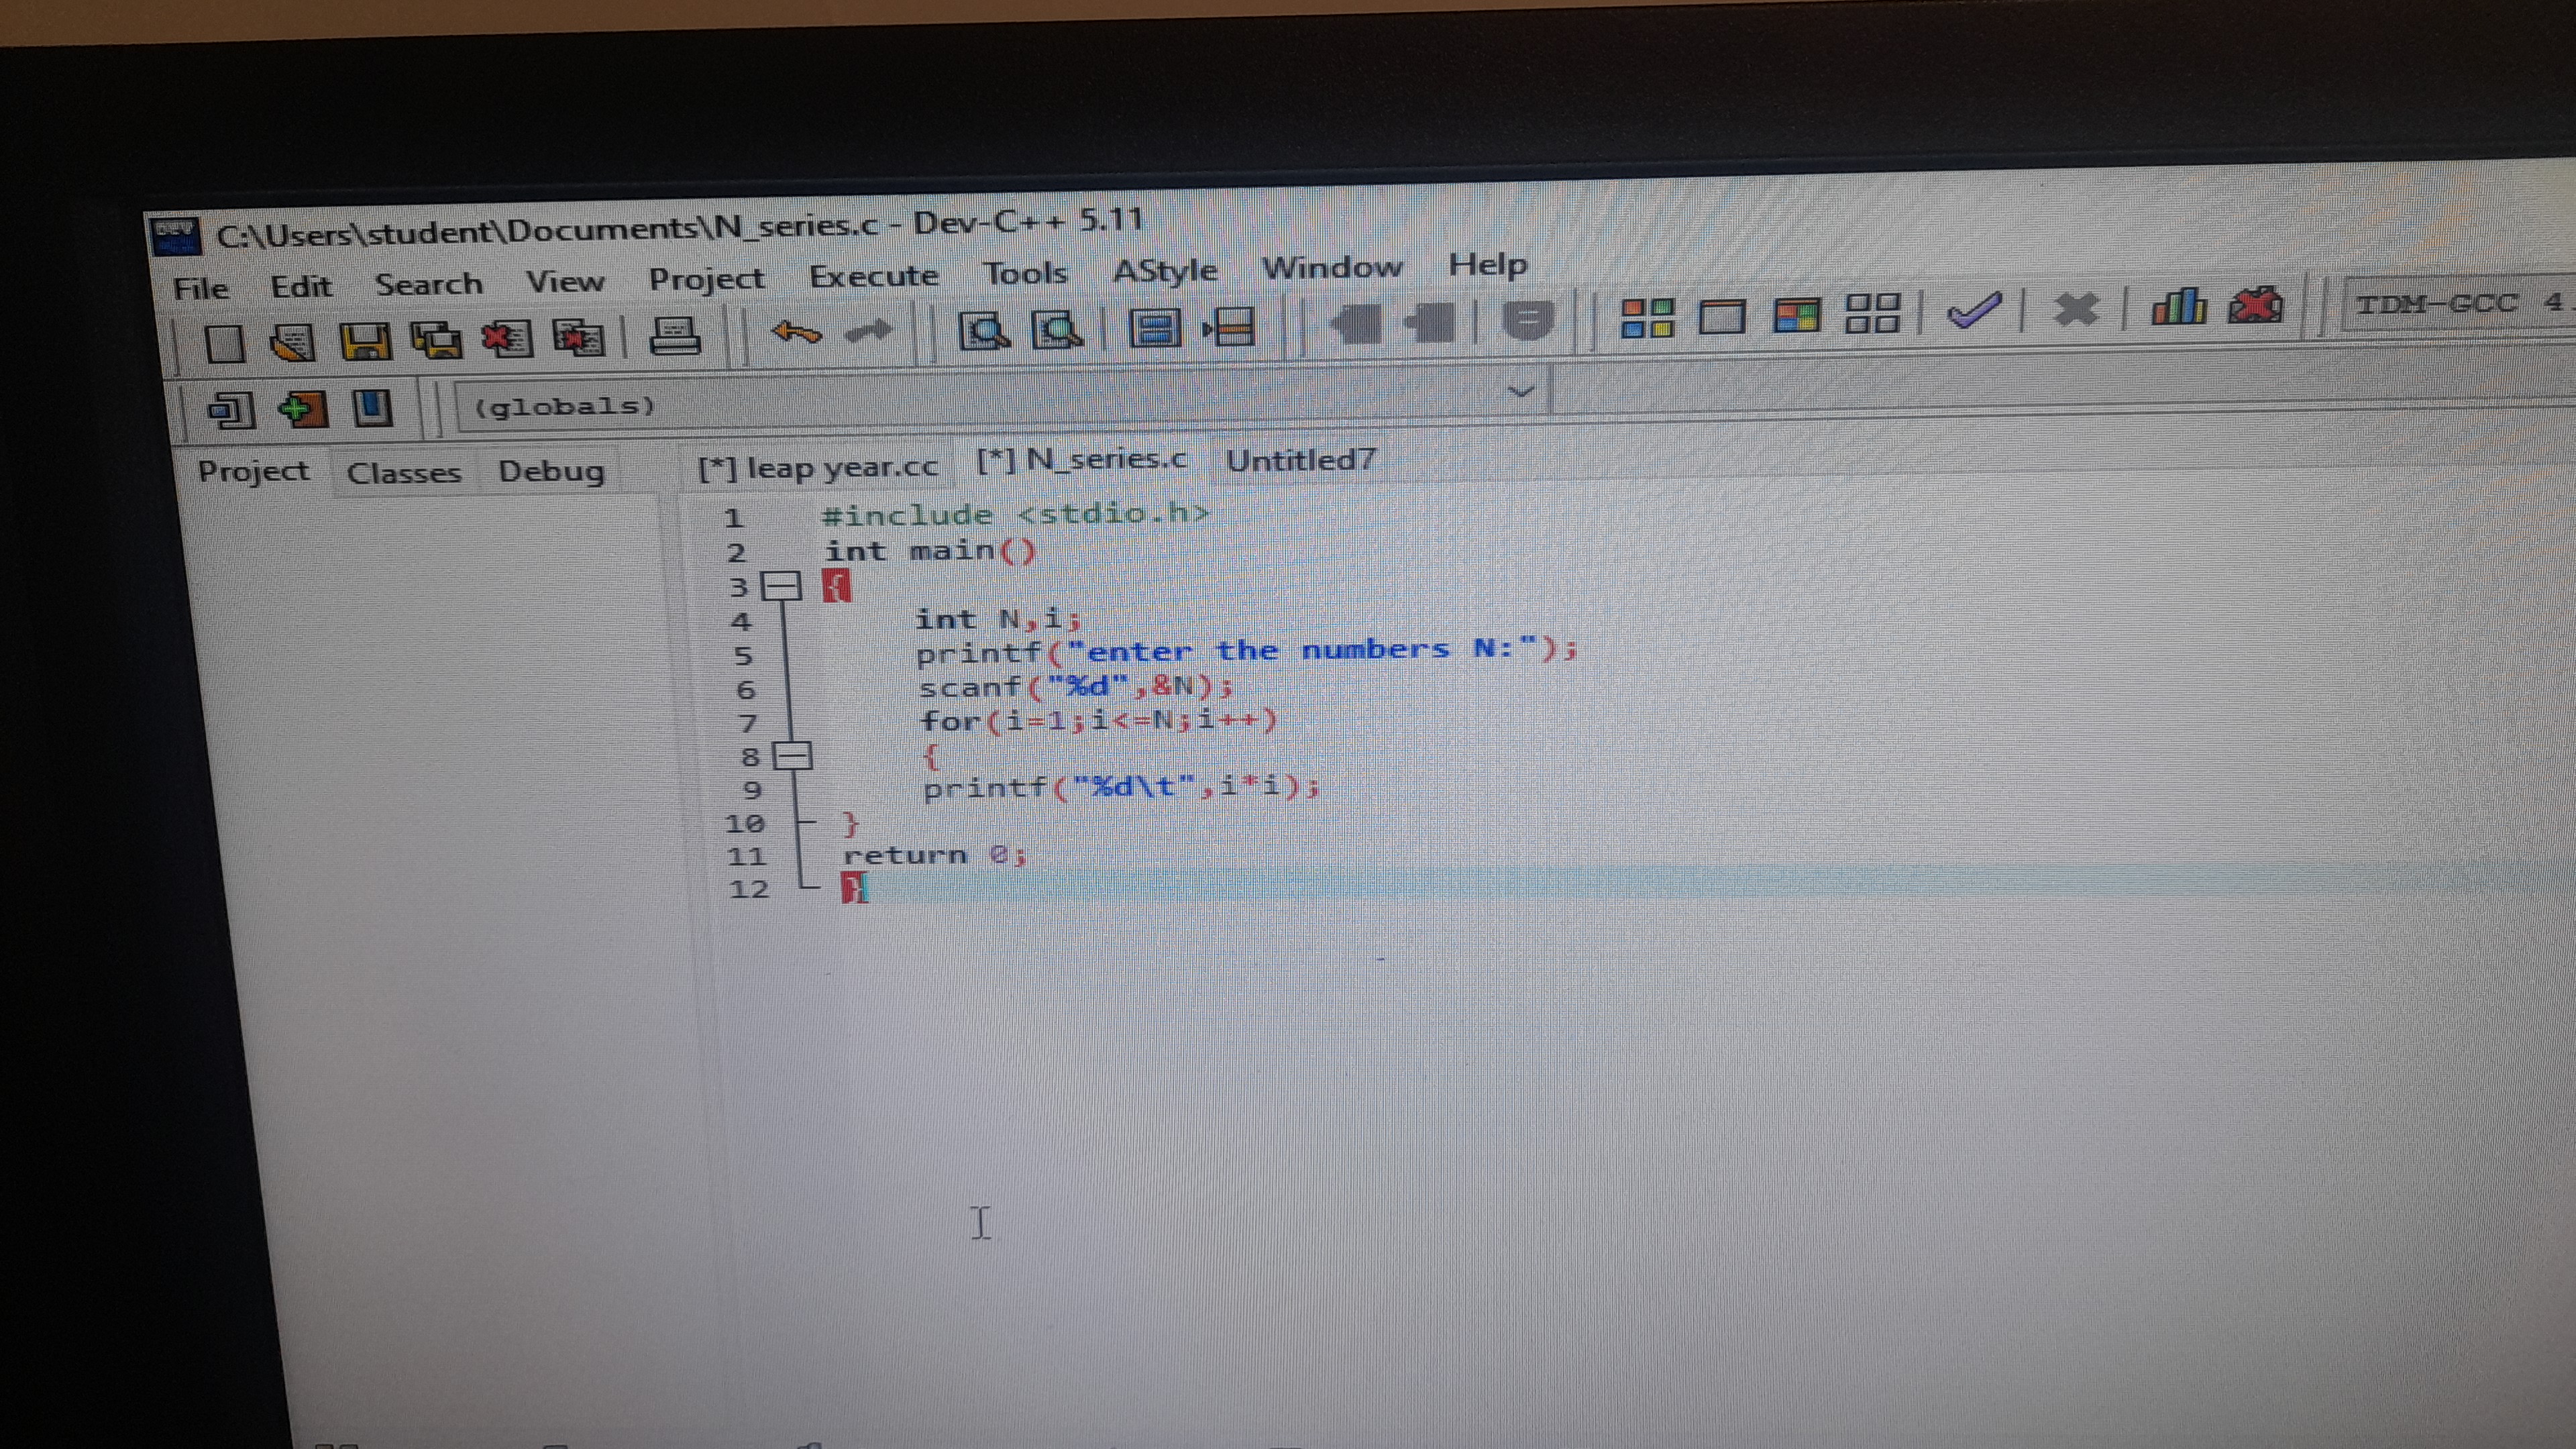 C:\Users\student\Documents\N_series.c - Dev-C++ 5.11
File Edit Search View Project Execute Tools AStyle Window Help
TDM-GCC 4.
(globals)
Project Classes Debug [*] leap year.cc [*] N_series.c Untitled7
1 #include <stdio.h>
2 int main()
3 {
4 int N,i;
5 printf("enter the numbers N:");
6 scanf("%d",&N);
7 for(i=1;i<=N;i++)
8 {
9 printf("%d\t",i*i);
10 }
11 return 0;
12 }